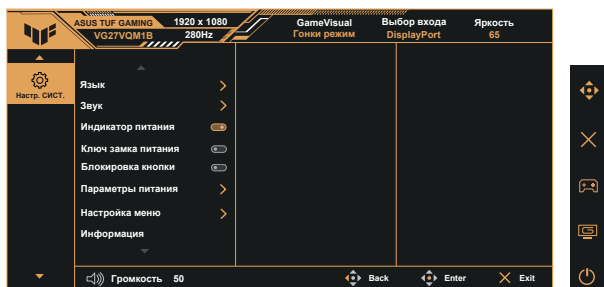 ASUS TUF GAMING 1920 x 1080 GameVisual Выбор входа Яркость
VG27VQM1B 280Hz Гонки режим DisplayPort 65
Настр. СИСТ.
Язык
Звук
Индикатор питания
Ключ замка питания
Блокировка кнопки
Параметры питания
Настройка меню
Информация
Громкость 50 Back Enter Exit